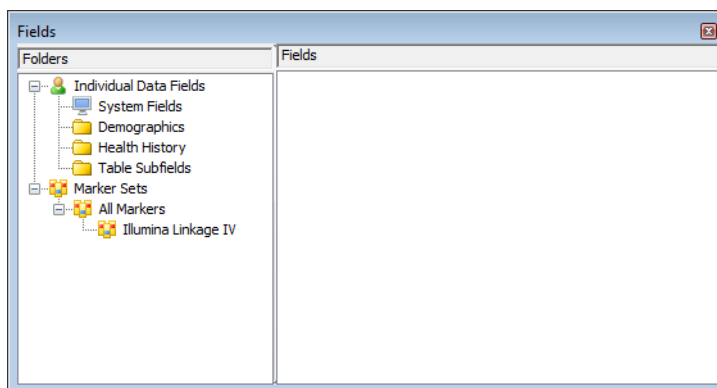 Fields
Folders
Fields
Individual Data Fields
System Fields
Demographics
Health History
Table Subfields
Marker Sets
All Markers
Illumina Linkage IV